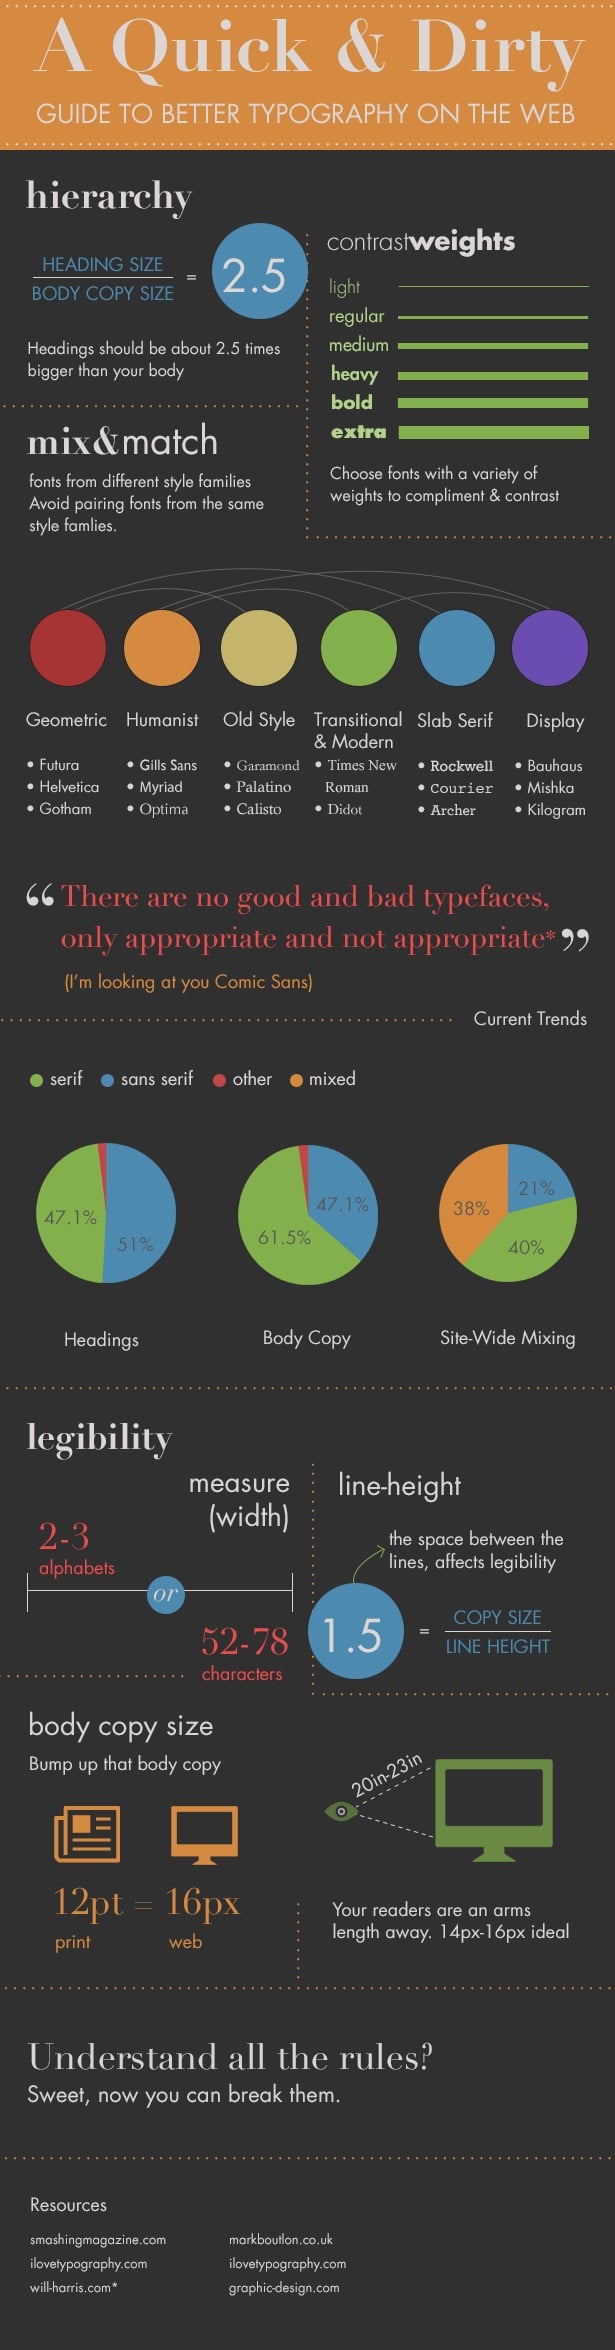 A Quick & Dirty
GUIDE TO BETTER TYPOGRAPHY ON THE WEB
hierarchy
HEADING SIZE
BODY COPY SIZE
=
2.5
Headings should be about 2.5 times
bigger than your body
contrastweights
light
regular
medium
heavy
bold
extra
Choose fonts with a variety of
weights to compliment & contrast
mix&match
fonts from different style families
Avoid pairing fonts from the same
style famlies.
Geometric
• Futura
• Helvetica
• Gotham
Humanist
• Gills Sans
• Myriad
• Optima
Old Style
• Garamond
• Palatino
• Calisto
Transitional
& Modern
• Times New
Roman
• Didot
Slab Serif
• Rockwell
• Courier
• Archer
Display
• Bauhaus
• Mishka
• Kilogram
“ There are no good and bad typefaces,
only appropriate and not appropriate* ”
(I'm looking at you Comic Sans)
Current Trends
serif
sans serif
other
mixed
47.1%
51%
Headings
47.1%
61.5%
Body Copy
38%
21%
40%
Site-Wide Mixing
legibility
measure
(width)
2-3
alphabets
or
52-78
characters
line-height
the space between the
lines, affects legibility
1.5
=
COPY SIZE
LINE HEIGHT
body copy size
Bump up that body copy
12pt = 16px
print
web
20in-23in
Your readers are an arms
length away. 14px-16px ideal
Understand all the rules?
Sweet, now you can break them.
Resources
smashingmagazine.com
ilovetypography.com
will-harris.com*
markboutlon.co.uk
ilovetypography.com
graphic-design.com